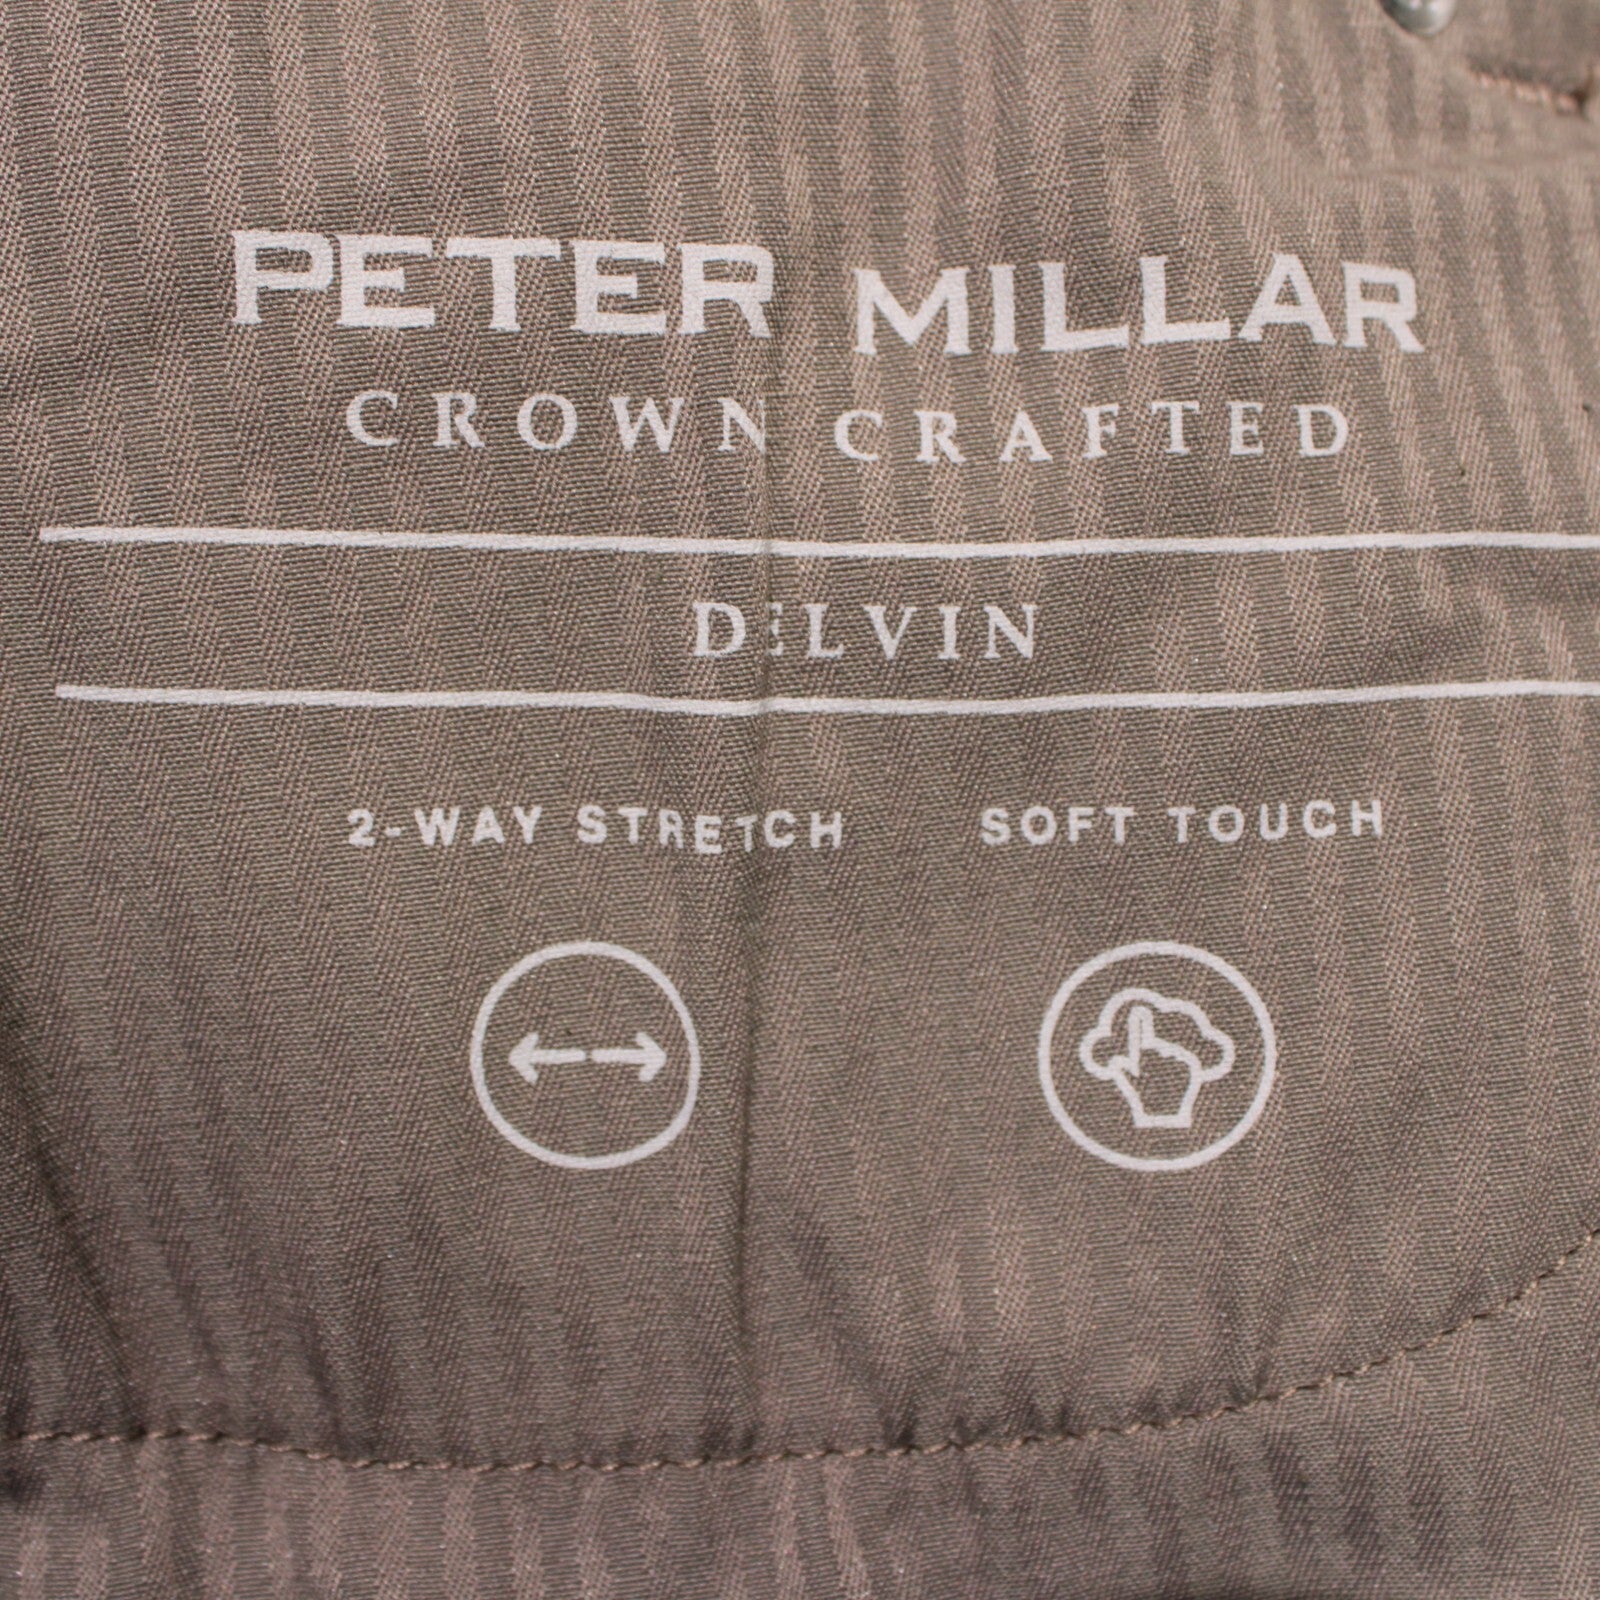 PETER MILLAR
CROWN CRAFTED
DELVIN
2-WAY STRETCH SOFT TOUCH